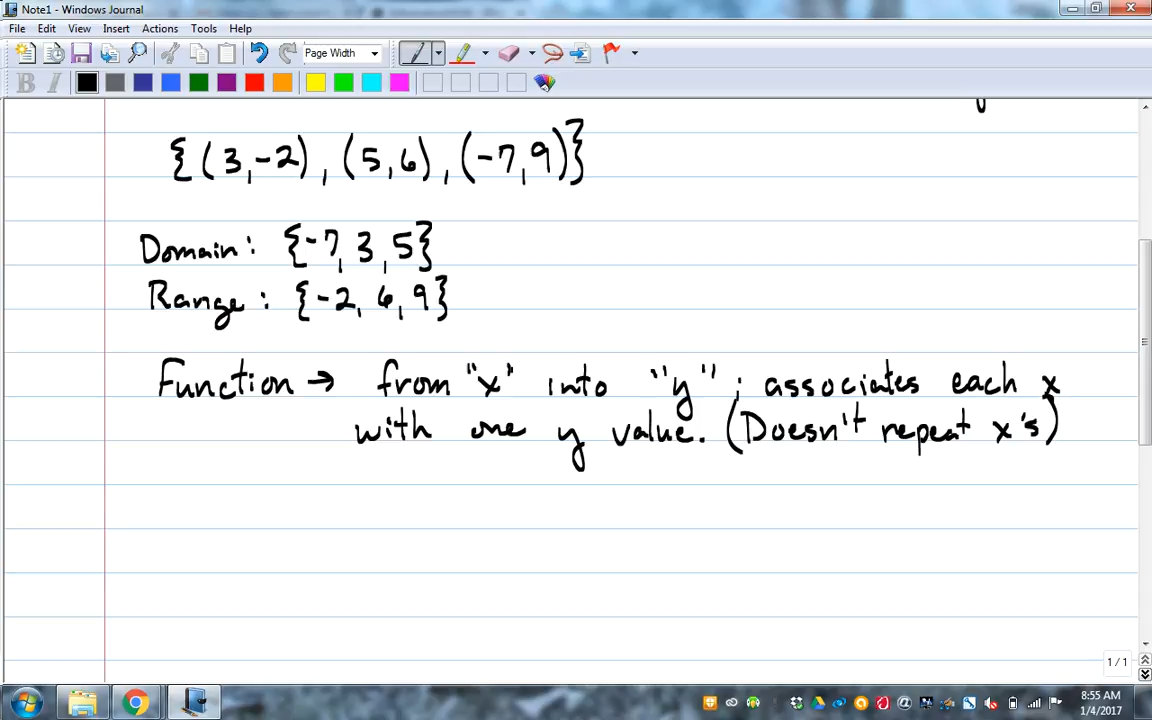 Note1 - Windows Journal
File Edit View Insert Actions Tools Help
Page Width
B I
{(3,-2), (5,6), (-7,9)}
Domain: {-7, 3, 5}
Range: {-2, 6, 9}
Function → from "x" into "y"; associates each x
with one y value. (Doesn't repeat x's)
1/1
8:55 AM
1/4/2017